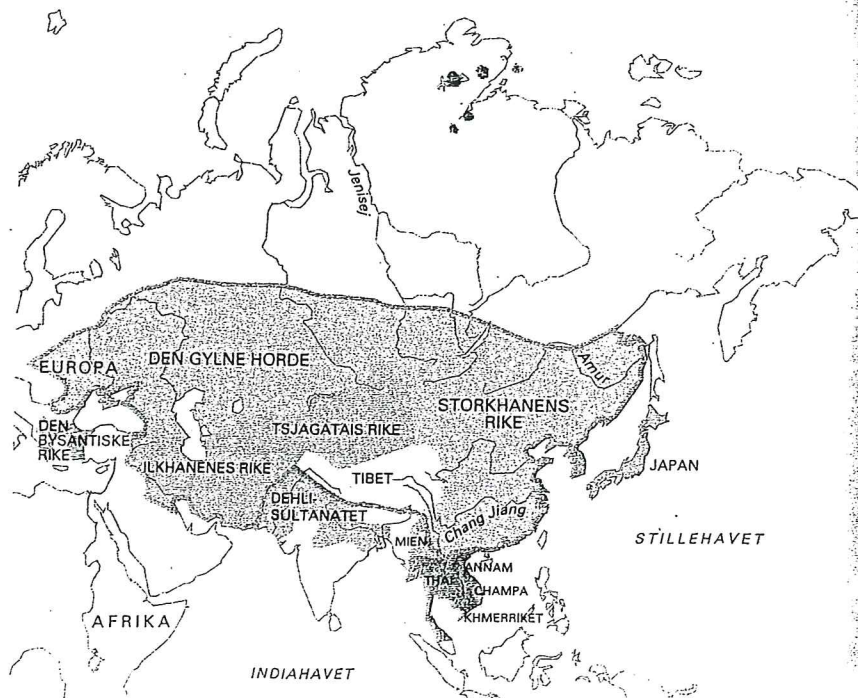 Jenisej
EUROPA
DEN GYLNE HORDE
Amur
STORKHANENS
RIKE
DEN
BYSANTISKE
RIKE
TSJAGATAIS RIKE
ILKHANENES RIKE
TIBET
JAPAN
DEHLI-
SULTANATET
Chang Jiang
MIEN
STILLEHAVET
ANNAM
THAI
CHAMPA
KHMERRIKET
AFRIKA
INDIAHAVET